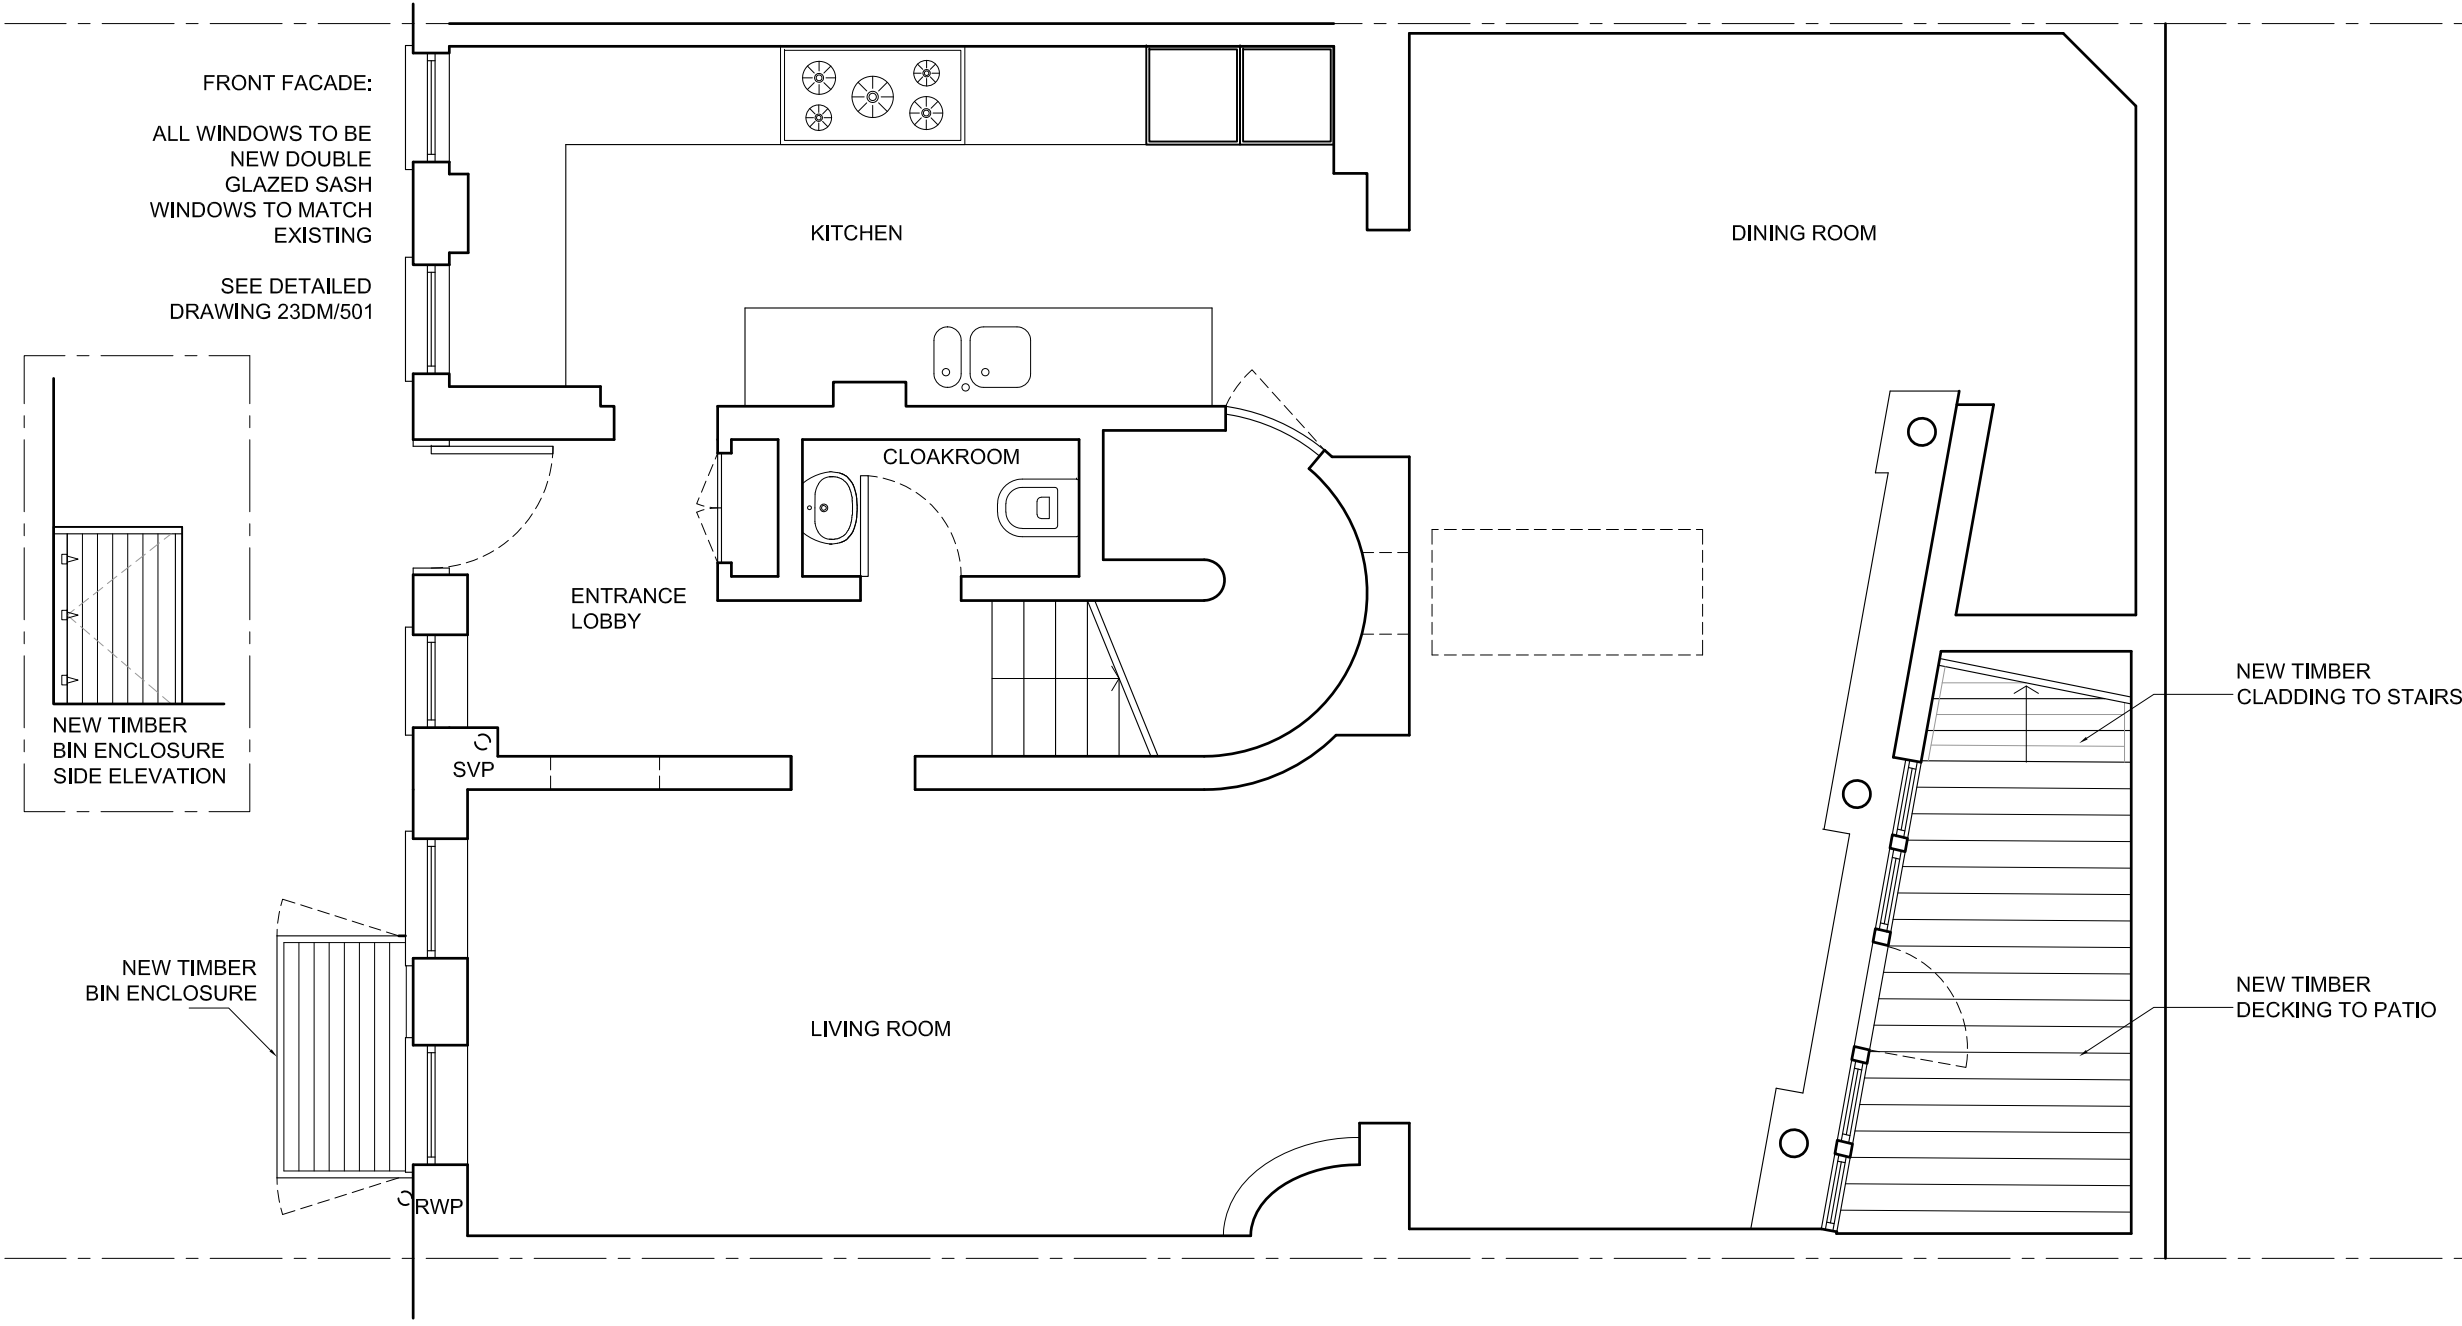 FRONT FACADE:
ALL WINDOWS TO BE
NEW DOUBLE
GLAZED SASH
WINDOWS TO MATCH
EXISTING
SEE DETAILED
DRAWING 23DM/501
KITCHEN
DINING ROOM
CLOAKROOM
ENTRANCE
LOBBY
NEW TIMBER
BIN ENCLOSURE
SIDE ELEVATION
SVP
NEW TIMBER
CLADDING TO STAIRS
NEW TIMBER
BIN ENCLOSURE
LIVING ROOM
NEW TIMBER
DECKING TO PATIO
RWP